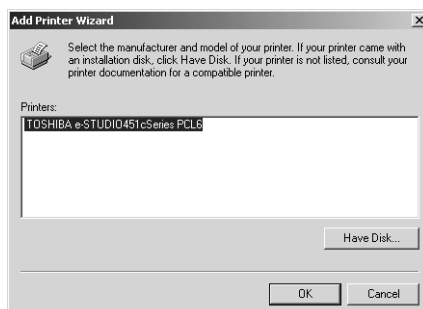 Add Printer Wizard
Select the manufacturer and model of your printer. If your printer came with
an installation disk, click Have Disk. If your printer is not listed, consult your
printer documentation for a compatible printer.
Printers:
TOSHIBA e-STUDIO451cSeries PCL6
Have Disk...
OK
Cancel